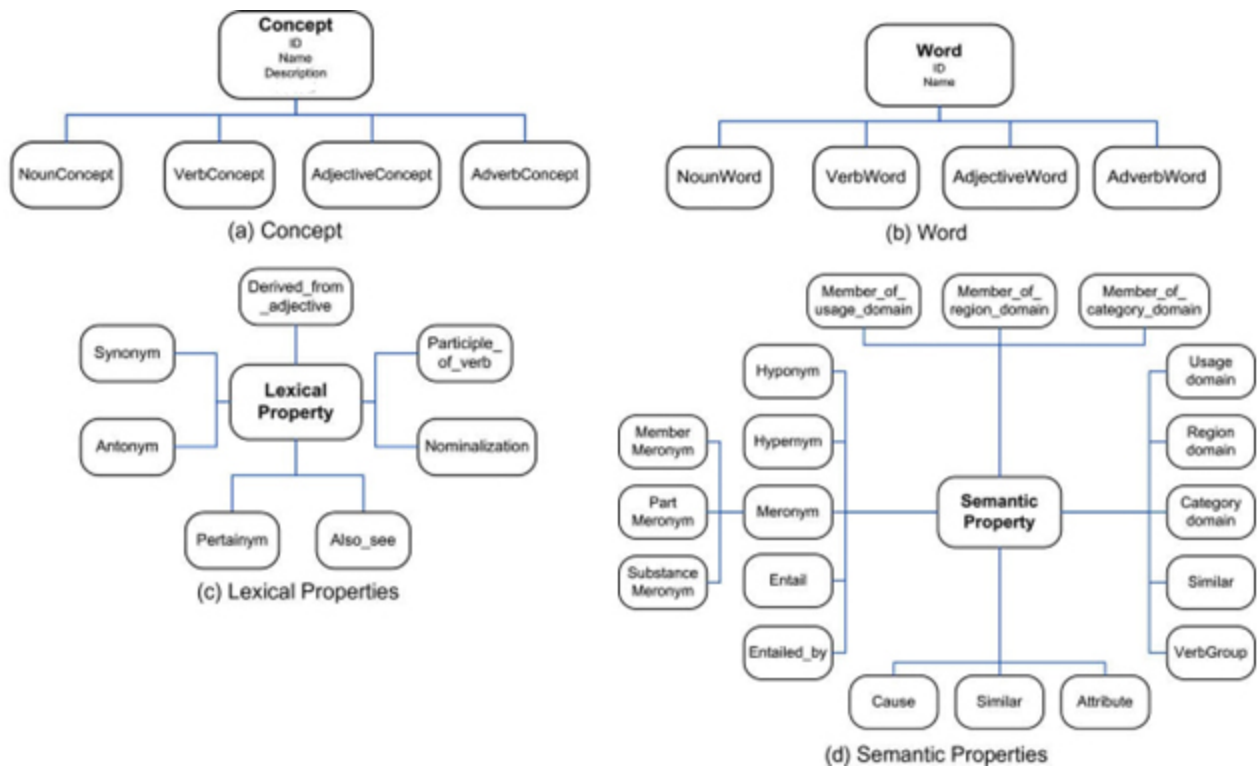 Concept
ID
Name
Description
NounConcept
VerbConcept
AdjectiveConcept
AdverbConcept
(a) Concept
Word
ID
Name
NounWord
VerbWord
AdjectiveWord
AdverbWord
(b) Word
Derived_from
_adjective
Synonym
Participle_
of_verb
Lexical
Property
Antonym
Nominalization
Pertainym
Also_see
(c) Lexical Properties
Member_of_
usage_domain
Member_of_
region_domain
Member_of_
category_domain
Hyponym
Usage
domain
Member
Meronym
Hypernym
Region
domain
Part
Meronym
Meronym
Semantic
Property
Category
domain
Substance
Meronym
Entail
Similar
Entailed_by
VerbGroup
Cause
Similar
Attribute
(d) Semantic Properties